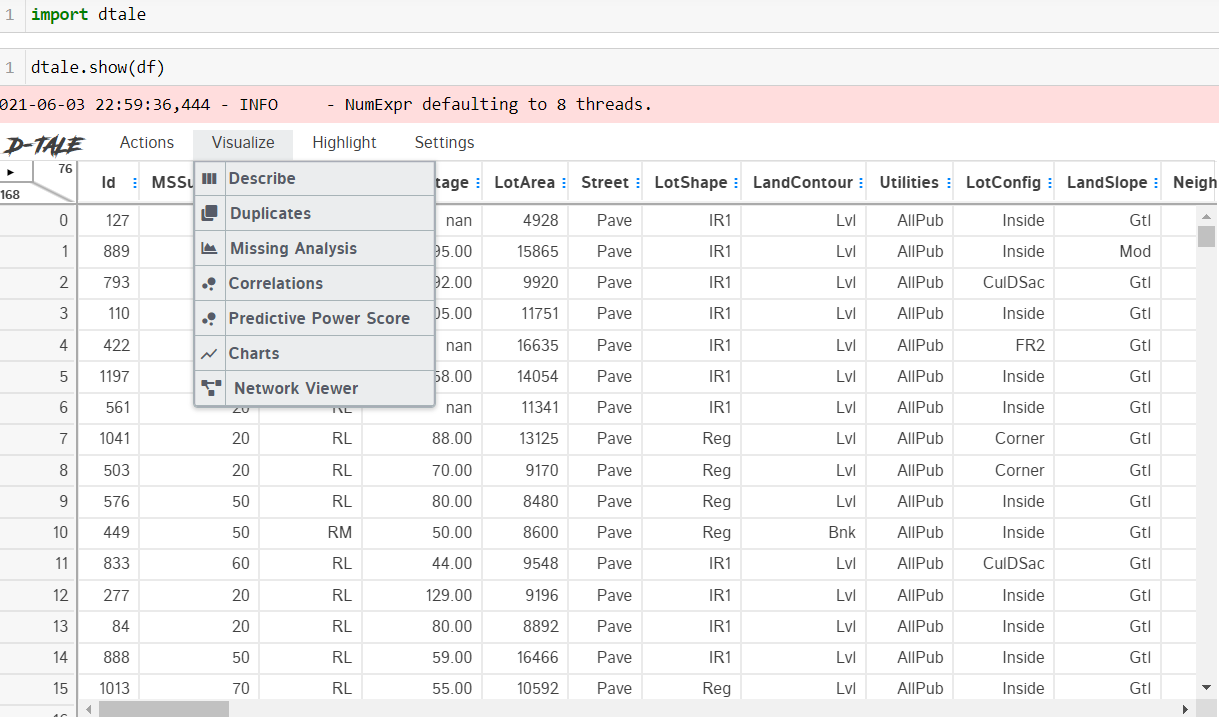 1 import dtale
1 dtale.show(df)
021-06-03 22:59:36,444 - INFO - NumExpr defaulting to 8 threads.
D-TALE Actions Visualize Highlight Settings
76
168
Id MSSu tage LotArea Street LotShape LandContour Utilities LotConfig LandSlope Neigh
Describe
Duplicates
Missing Analysis
Correlations
Predictive Power Score
Charts
Network Viewer
0 127 nan 4928 Pave IR1 Lvl AllPub Inside Gtl
1 889 95.00 15865 Pave IR1 Lvl AllPub Inside Mod
2 793 92.00 9920 Pave IR1 Lvl AllPub CulDSac Gtl
3 110 05.00 11751 Pave IR1 Lvl AllPub Inside Gtl
4 422 nan 16635 Pave IR1 Lvl AllPub FR2 Gtl
5 1197 58.00 14054 Pave IR1 Lvl AllPub Inside Gtl
6 561 20 RL nan 11341 Pave IR1 Lvl AllPub Inside Gtl
7 1041 20 RL 88.00 13125 Pave Reg Lvl AllPub Corner Gtl
8 503 20 RL 70.00 9170 Pave Reg Lvl AllPub Corner Gtl
9 576 50 RL 80.00 8480 Pave Reg Lvl AllPub Inside Gtl
10 449 50 RM 50.00 8600 Pave Reg Bnk AllPub Inside Gtl
11 833 60 RL 44.00 9548 Pave IR1 Lvl AllPub CulDSac Gtl
12 277 20 RL 129.00 9196 Pave IR1 Lvl AllPub Inside Gtl
13 84 20 RL 80.00 8892 Pave IR1 Lvl AllPub Inside Gtl
14 888 50 RL 59.00 16466 Pave IR1 Lvl AllPub Inside Gtl
15 1013 70 RL 55.00 10592 Pave Reg Lvl AllPub Inside Gtl